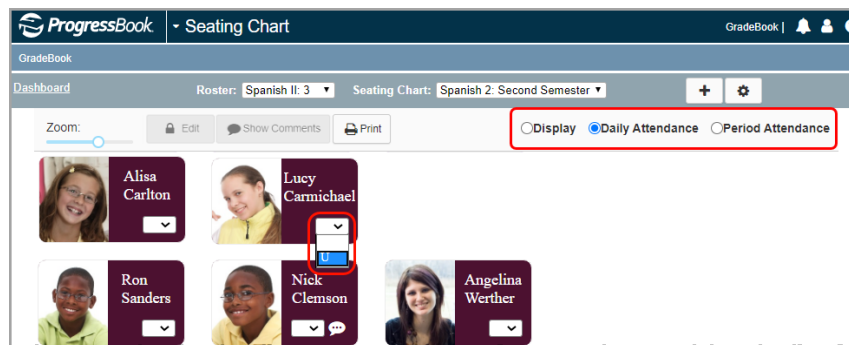 ProgressBook. Seating Chart GradeBook |
GradeBook
Dashboard Roster: Spanish II: 3 Seating Chart: Spanish 2: Second Semester
Zoom: Edit Show Comments Print Display Daily Attendance Period Attendance
Alisa
Carlton
Lucy
Carmichael
U
Ron
Sanders
Nick
Clemson
Angelina
Werther